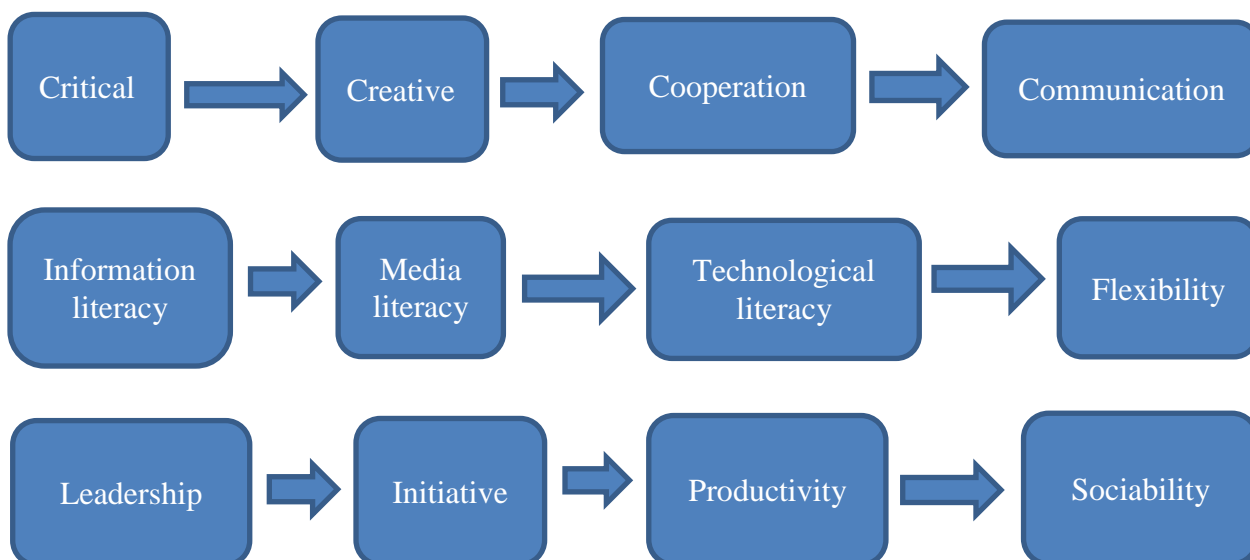 Critical
Creative
Cooperation
Communication
Information
literacy
Media
literacy
Technological
literacy
Flexibility
Leadership
Initiative
Productivity
Sociability